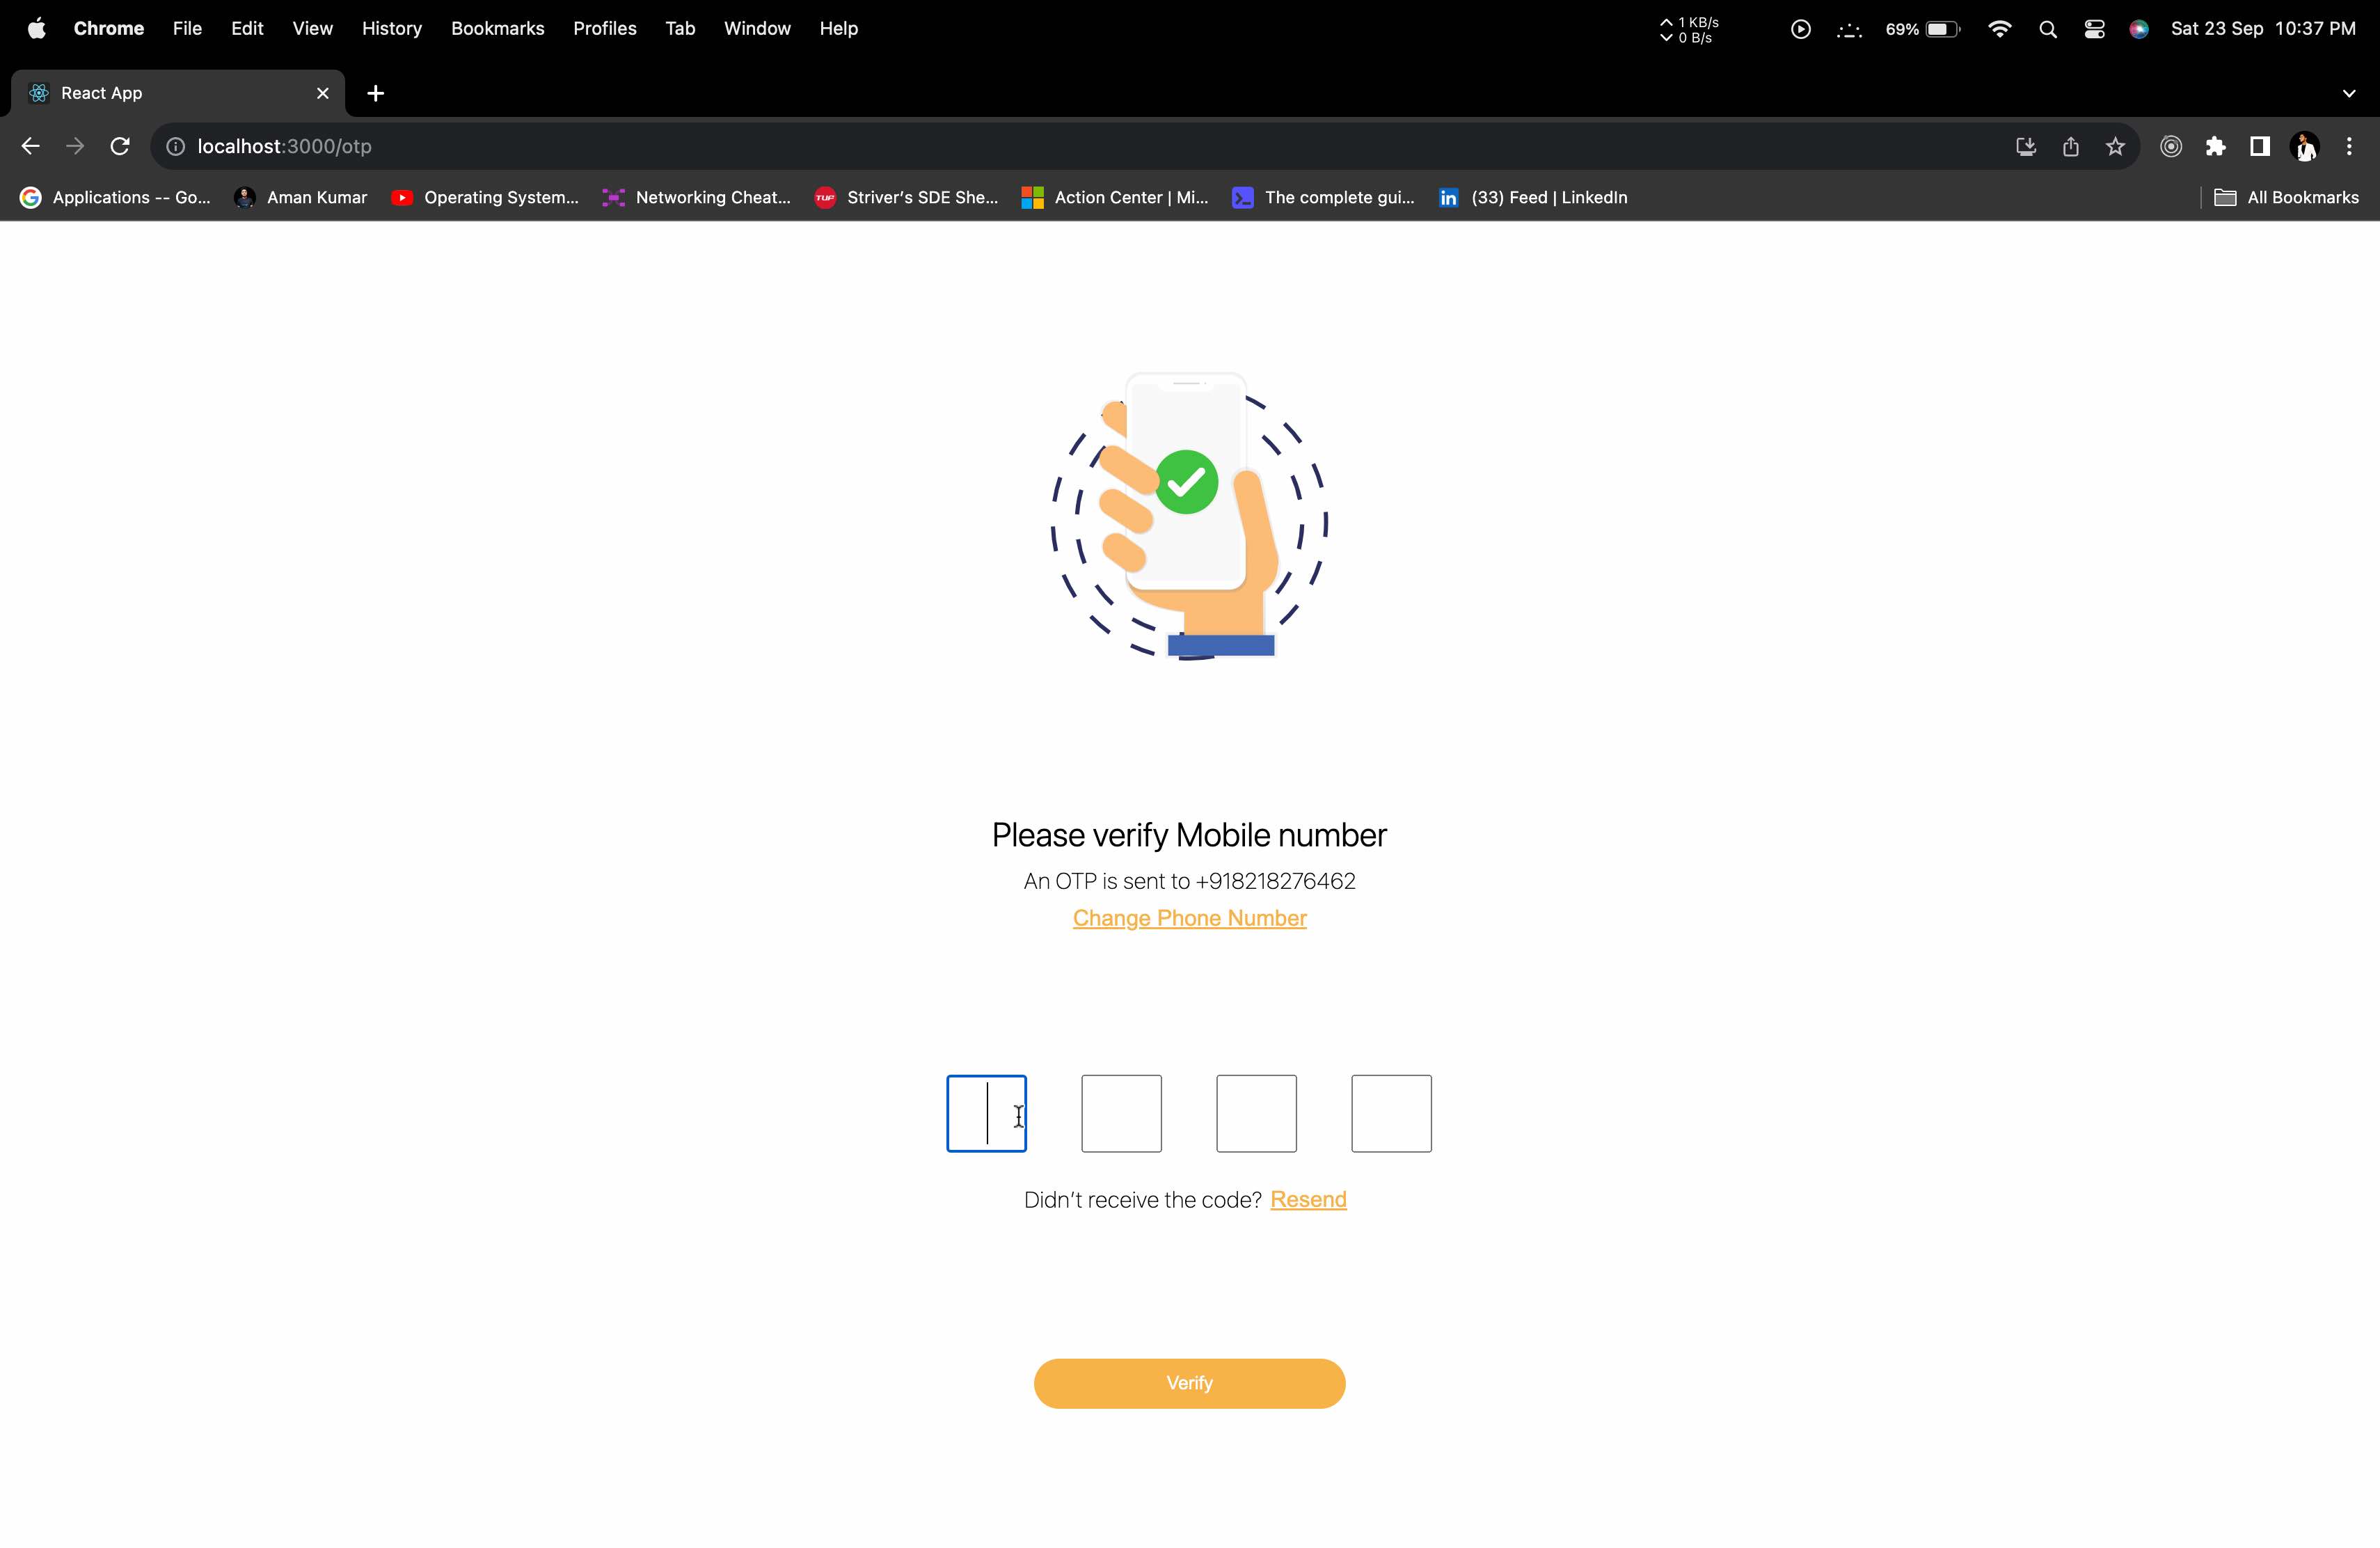 Chrome File Edit View History Bookmarks Profiles Tab Window Help 1 KB/s 0 B/s 69% Sat 23 Sep 10:37 PM
React App
localhost:3000/otp
Applications -- Go... Aman Kumar Operating System... Networking Cheat... TUF Striver's SDE She... Action Center | Mi... The complete gui... in (33) Feed | LinkedIn All Bookmarks
Please verify Mobile number
An OTP is sent to +918218276462
Change Phone Number
Didn't receive the code? Resend
Verify